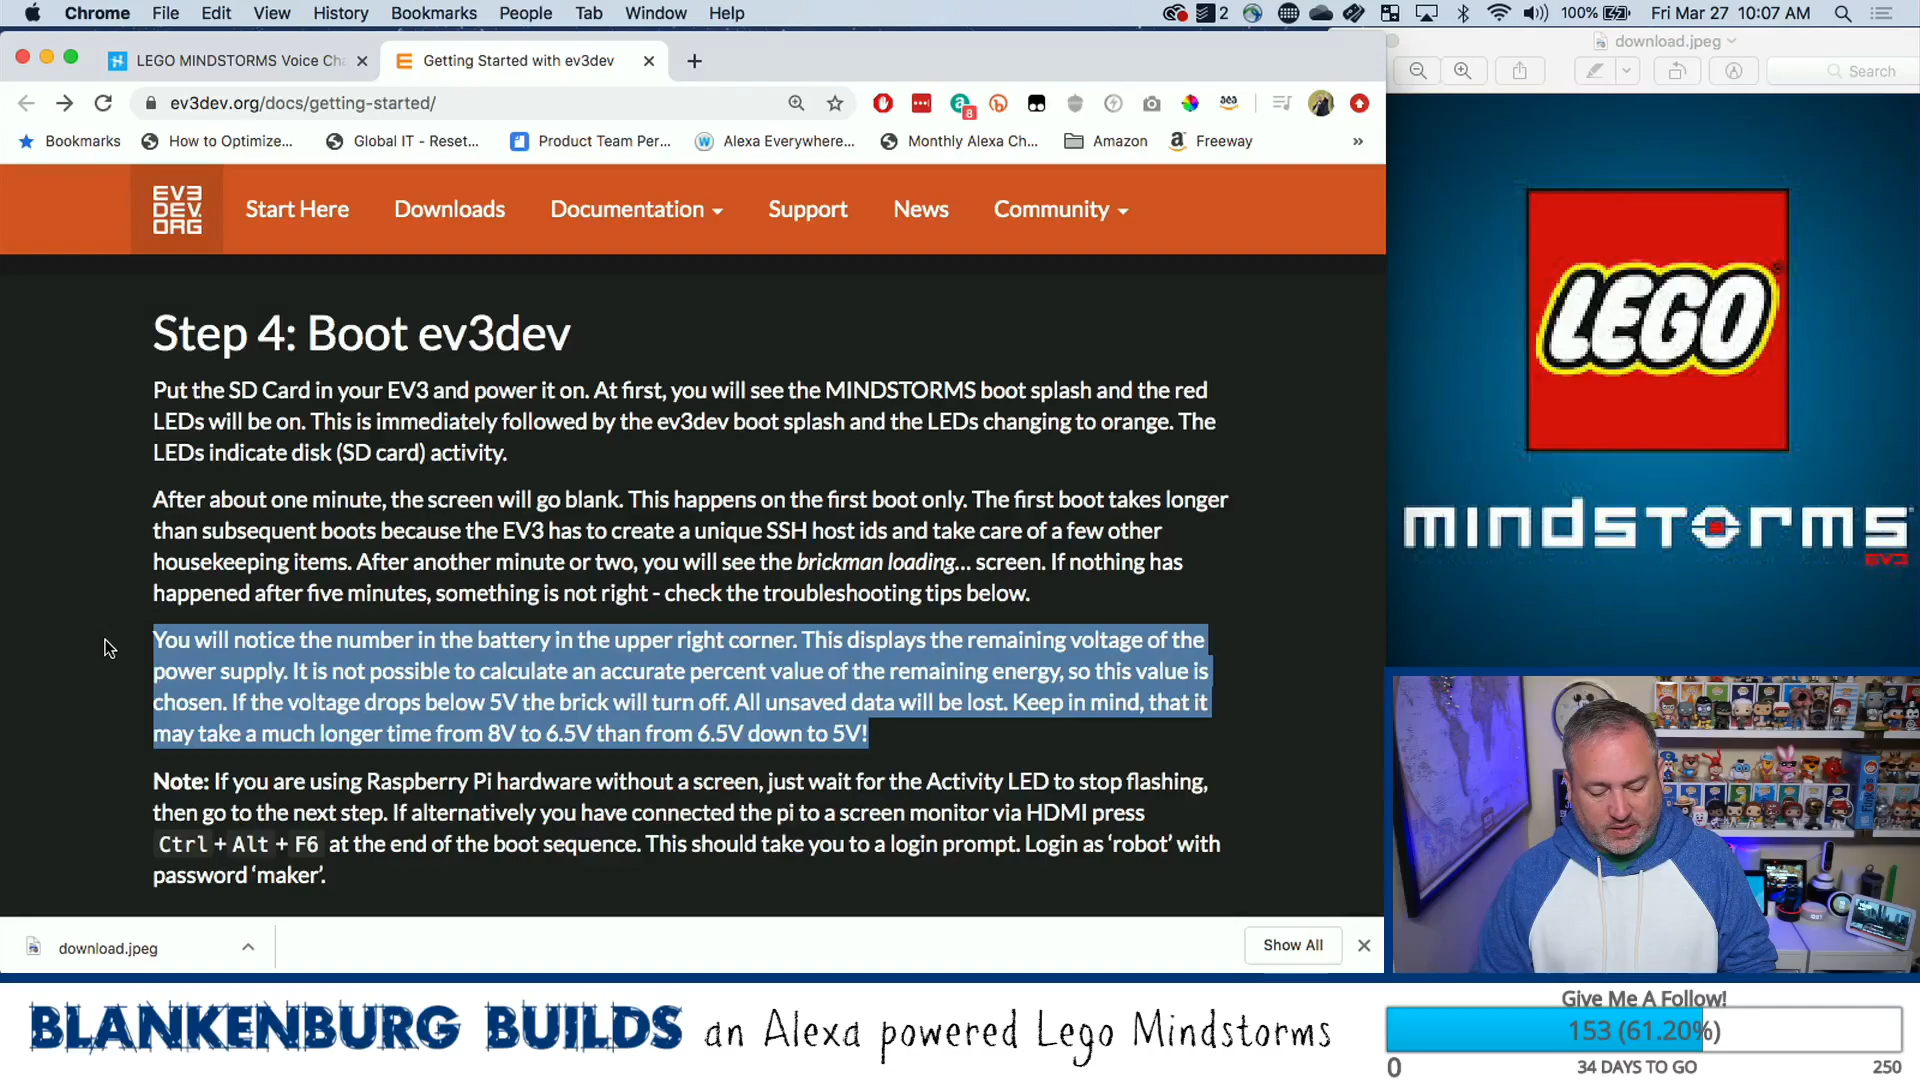 Chrome File Edit View History Bookmarks People Tab Window Help 2 100% Fri Mar 27 10:07 AM
LEGO MINDSTORMS Voice Cha
Getting Started with ev3dev
download.jpeg
ev3dev.org/docs/getting-started/
8
Search
Bookmarks How to Optimize... Global IT - Reset... Product Team Per... Alexa Everywhere... Monthly Alexa Ch... Amazon Freeway »
EV3
DEV.
ORG
Start Here Downloads Documentation Support News Community
Step 4: Boot ev3dev
Put the SD Card in your EV3 and power it on. At first, you will see the MINDSTORMS boot splash and the red
LEDs will be on. This is immediately followed by the ev3dev boot splash and the LEDs changing to orange. The
LEDs indicate disk (SD card) activity.
After about one minute, the screen will go blank. This happens on the first boot only. The first boot takes longer
than subsequent boots because the EV3 has to create a unique SSH host ids and take care of a few other
housekeeping items. After another minute or two, you will see the brickman loading... screen. If nothing has
happened after five minutes, something is not right - check the troubleshooting tips below.
You will notice the number in the battery in the upper right corner. This displays the remaining voltage of the
power supply. It is not possible to calculate an accurate percent value of the remaining energy, so this value is
chosen. If the voltage drops below 5V the brick will turn off. All unsaved data will be lost. Keep in mind, that it
may take a much longer time from 8V to 6.5V than from 6.5V down to 5V!
Note: If you are using Raspberry Pi hardware without a screen, just wait for the Activity LED to stop flashing,
then go to the next step. If alternatively you have connected the pi to a screen monitor via HDMI press
Ctrl + Alt + F6 at the end of the boot sequence. This should take you to a login prompt. Login as ‘robot’ with
password ‘maker’.
LEGO
mindstorms
EV3
download.jpeg
Show All
BLANKENBURG BUILDS an Alexa powered Lego Mindstorms
Give Me A Follow!
153 (61.20%)
0 34 DAYS TO GO 250